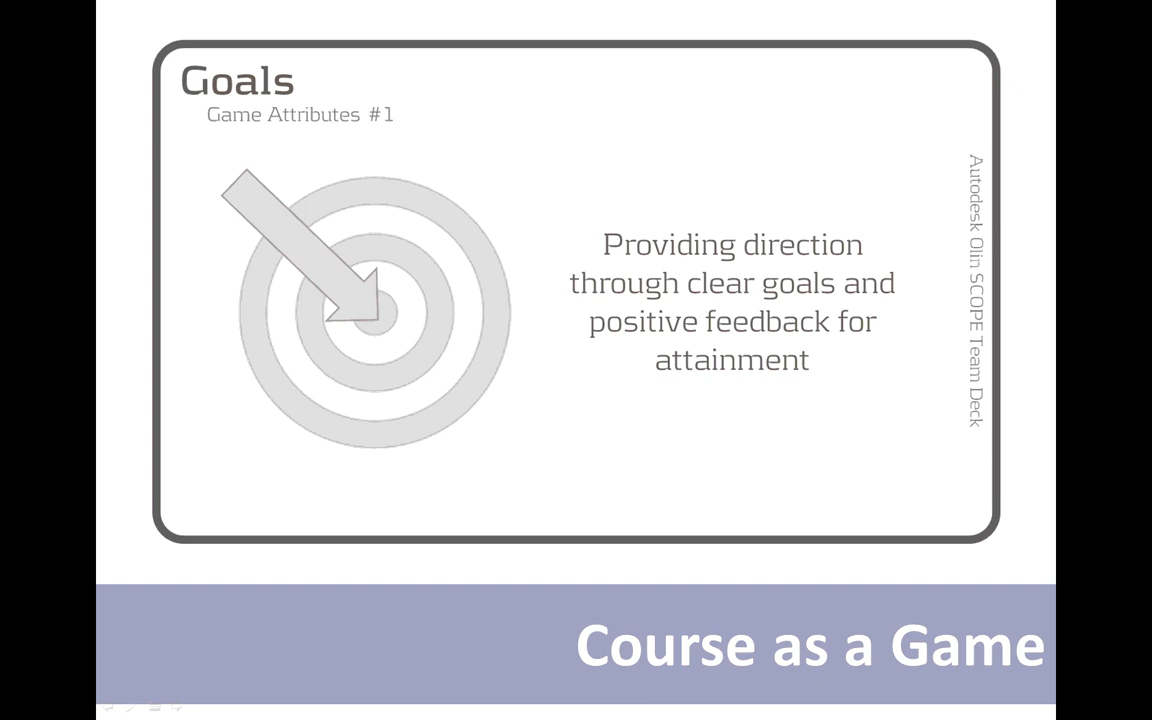 Goals
Game Attributes #1
Providing direction
through clear goals and
positive feedback for
attainment
Autodesk Olin SCOPE Team Deck
Course as a Game